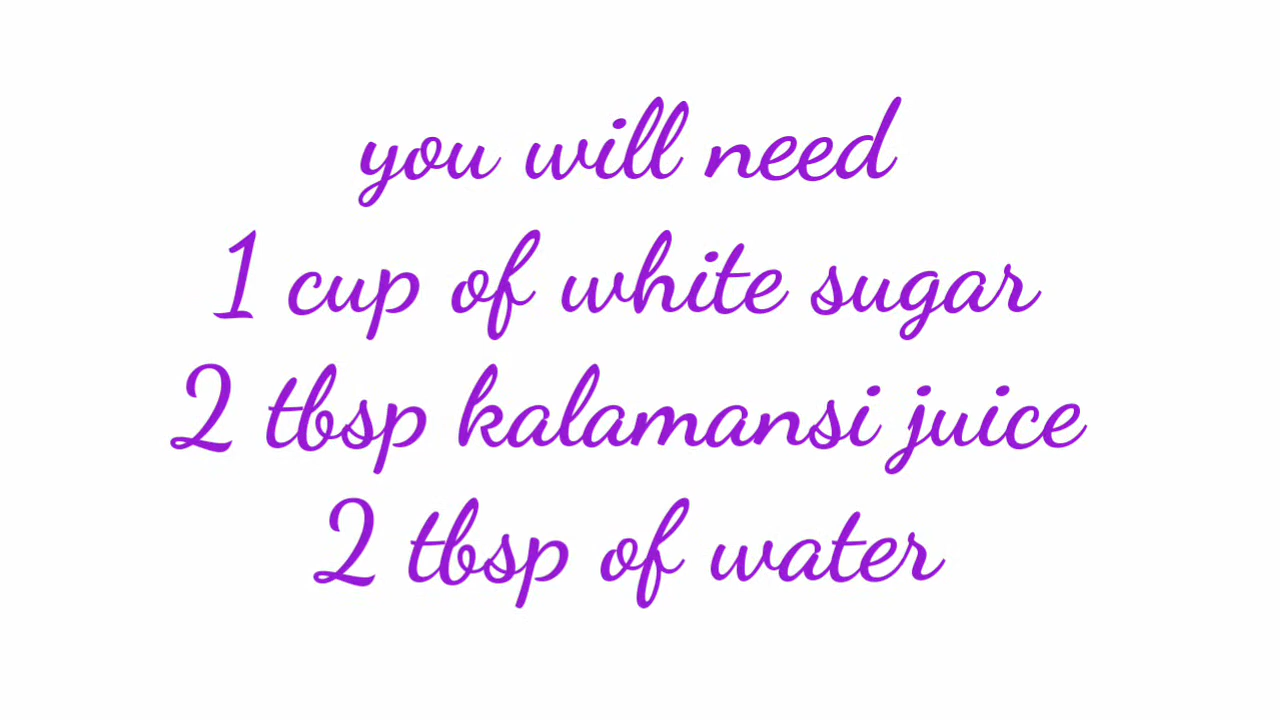 you will need
1 cup of white sugar
2 tbsp kalamansi juice
2 tbsp of water